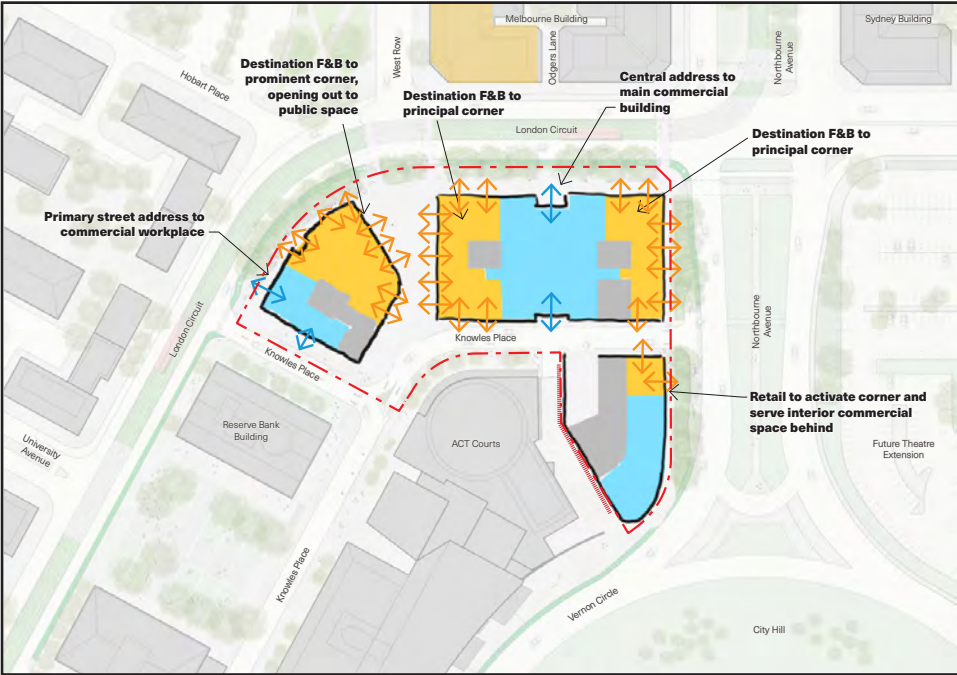 Melbourne Building
Sydney Building
Hobart Place
West Row
Odgers Lane
Northbourne
Avenue
Destination F&B to
prominent corner,
opening out to
public space
Destination F&B to
principal corner
Central address to
main commercial
building
London Circuit
Destination F&B to
principal corner
Primary street address to
commercial workplace
London Circuit
Northbourne
Avenue
Knowles Place
Knowles Place
Retail to activate corner and
serve interior commercial
space behind
Reserve Bank
Building
ACT Courts
University
Avenue
Future Theatre
Extension
Knowles Place
Vernon Circle
City Hill